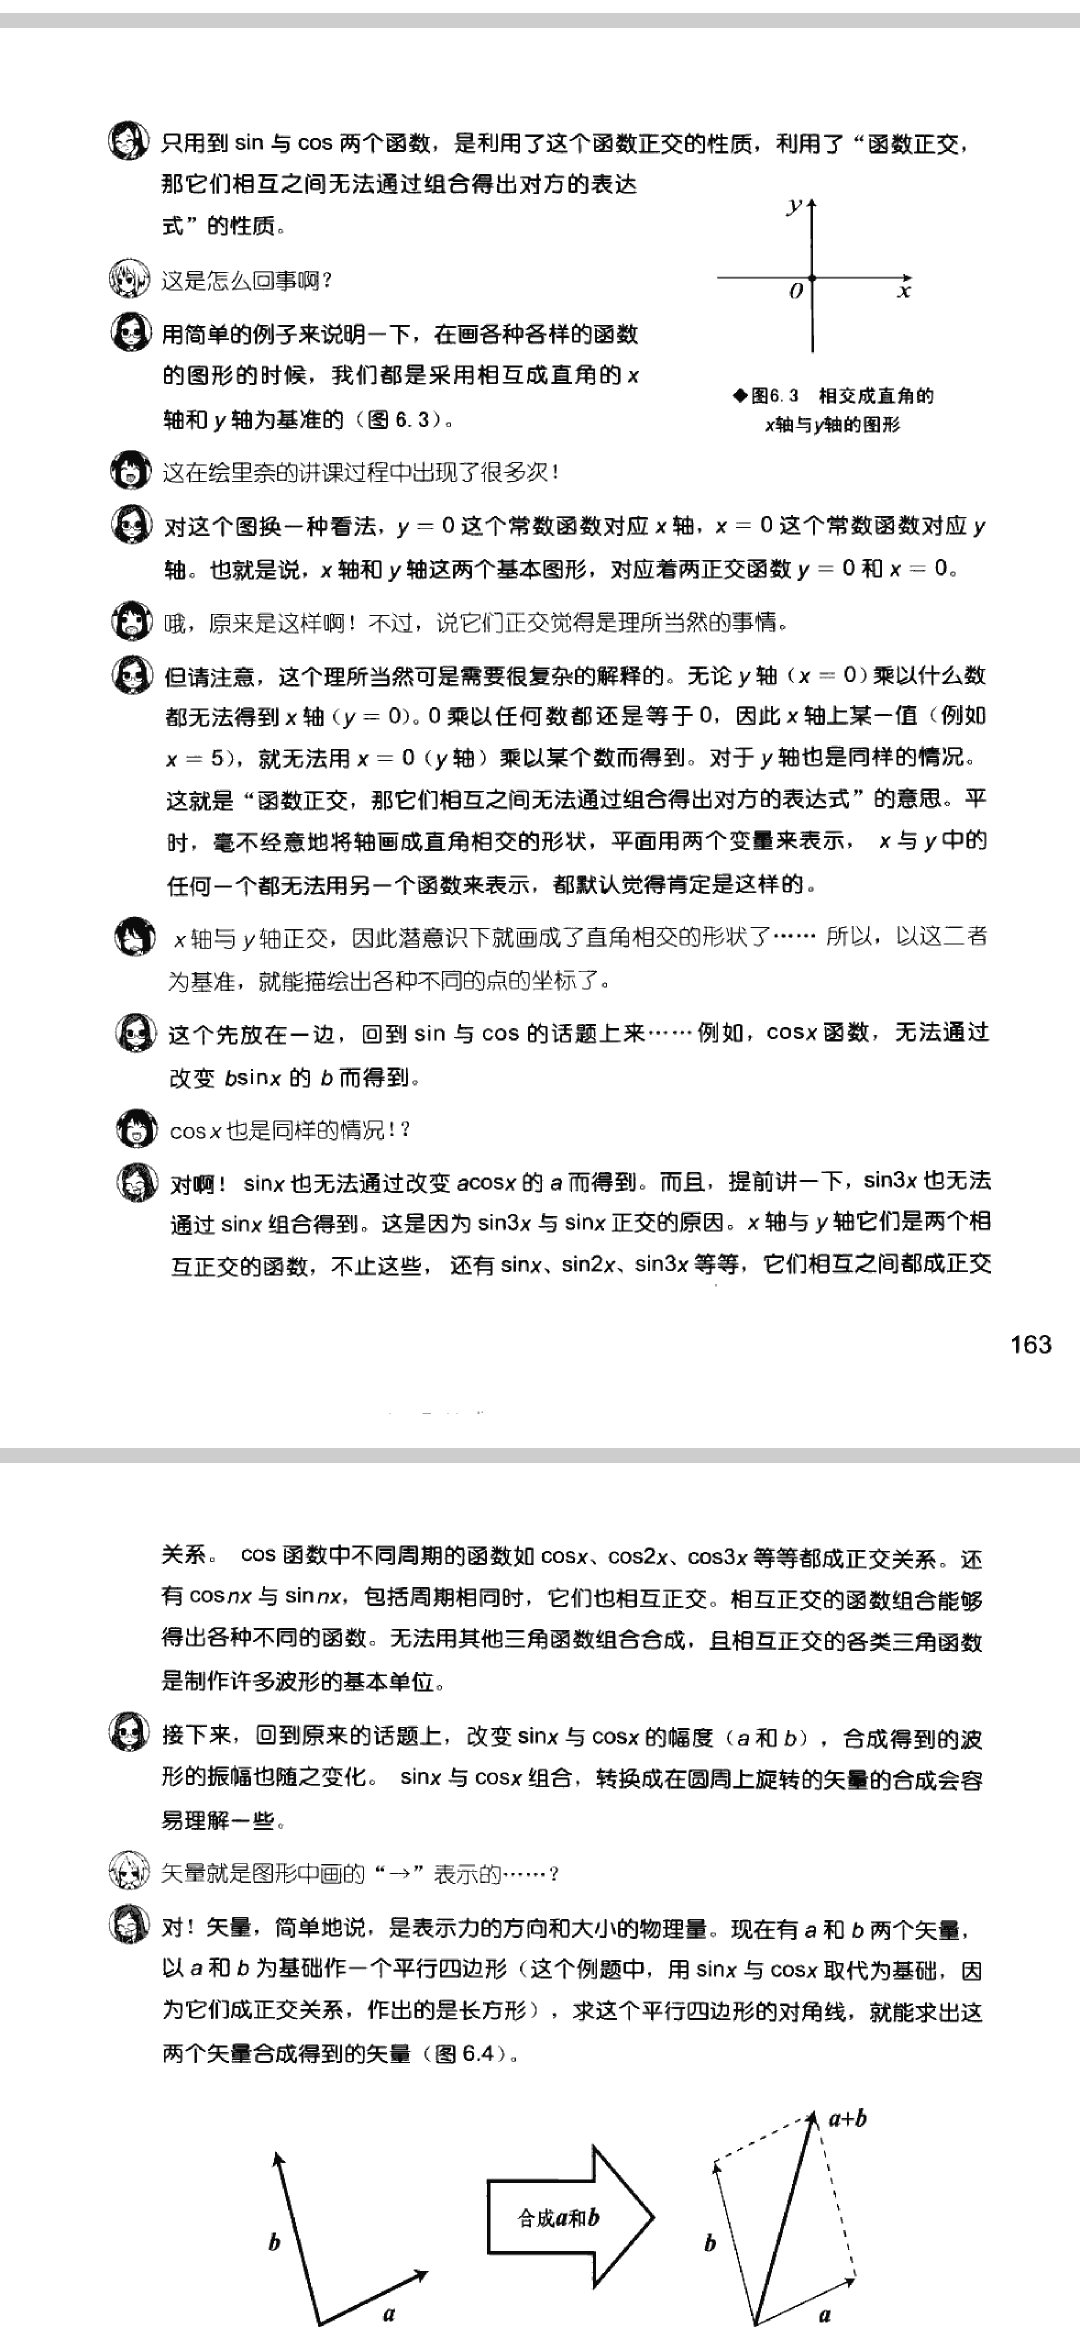 只用到 sin 与 cos 两个函数，是利用了这个函数正交的性质，利用了“函数正交，
那它们相互之间无法通过组合得出对方的表达
式”的性质。
这是怎么回事啊？
用简单的例子来说明一下，在画各种各样的函数
的图形的时候，我们都是采用相互成直角的 x
轴和 y 轴为基准的（图 6.3）。
y
O
x
◆图6.3 相交成直角的
x轴与y轴的图形
这在绘里奈的讲课过程中出现了很多次！
对这个图换一种看法，y = 0 这个常数函数对应 x 轴，x = 0 这个常数函数对应 y
轴。也就是说，x 轴和 y 轴这两个基本图形，对应着两正交函数 y = 0 和 x = 0。
哦，原来是这样啊！不过，说它们正交觉得是理所当然的事情。
但请注意，这个理所当然可是需要很复杂的解释的。无论 y 轴（x = 0）乘以什么数
都无法得到 x 轴（y = 0）。0 乘以任何数都还是等于 0，因此 x 轴上某一值（例如
x = 5），就无法用 x = 0（y 轴）乘以某个数而得到。对于 y 轴也是同样的情况。
这就是“函数正交，那它们相互之间无法通过组合得出对方的表达式”的意思。平
时，毫不经意地将轴画成直角相交的形状，平面用两个变量来表示， x 与 y 中的
任何一个都无法用另一个函数来表示，都默认觉得肯定是这样的。
x 轴与 y 轴正交，因此潜意识下就画成了直角相交的形状了…… 所以，以这二者
为基准，就能描绘出各种不同的点的坐标了。
这个先放在一边，回到 sin 与 cos 的话题上来……例如，cosx 函数，无法通过
改变 bsinx 的 b 而得到。
cosx 也是同样的情况！？
对啊！ sinx 也无法通过改变 acosx 的 a 而得到。而且，提前讲一下，sin3x 也无法
通过 sinx 组合得到。这是因为 sin3x 与 sinx 正交的原因。x 轴与 y 轴它们是两个相
互正交的函数，不止这些， 还有 sinx、sin2x、sin3x 等等，它们相互之间都成正交
163
关系。 cos 函数中不同周期的函数如 cosx、cos2x、cos3x 等等都成正交关系。还
有 cosnx 与 sinnx，包括周期相同时，它们也相互正交。相互正交的函数组合能够
得出各种不同的函数。无法用其他三角函数组合合成，且相互正交的各类三角函数
是制作许多波形的基本单位。
接下来，回到原来的话题上，改变 sinx 与 cosx 的幅度（a 和 b），合成得到的波
形的振幅也随之变化。 sinx 与 cosx 组合，转换成在圆周上旋转的矢量的合成会容
易理解一些。
矢量就是图形中画的“→”表示的……？
对！矢量，简单地说，是表示力的方向和大小的物理量。现在有 a 和 b 两个矢量，
以 a 和 b 为基础作一个平行四边形（这个例题中，用 sinx 与 cosx 取代为基础，因
为它们成正交关系，作出的是长方形），求这个平行四边形的对角线，就能求出这
两个矢量合成得到的矢量（图 6.4）。
b
a
合成a和b
a+b
b
a